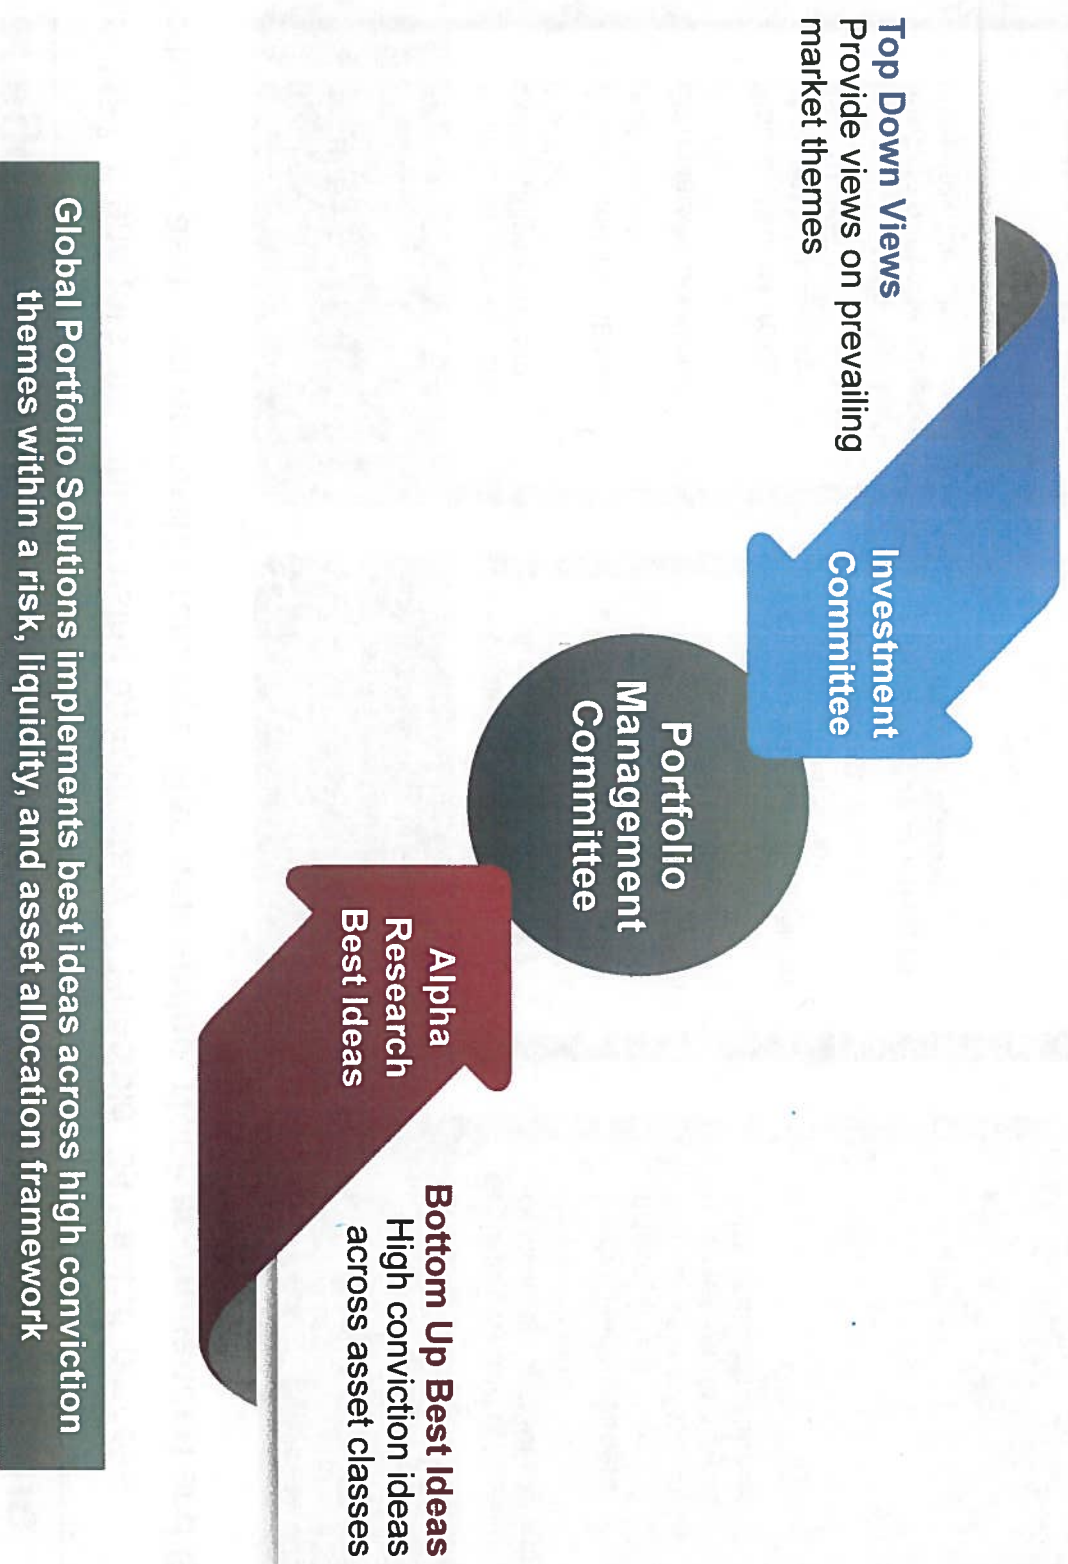 Top Down Views
Provide views on prevailing
market themes
Investment
Committee
Portfolio
Management
Committee
Alpha
Research
Best Ideas
Bottom Up Best Ideas
High conviction ideas
across asset classes
Global Portfolio Solutions implements best ideas across high conviction
themes within a risk, liquidity, and asset allocation framework